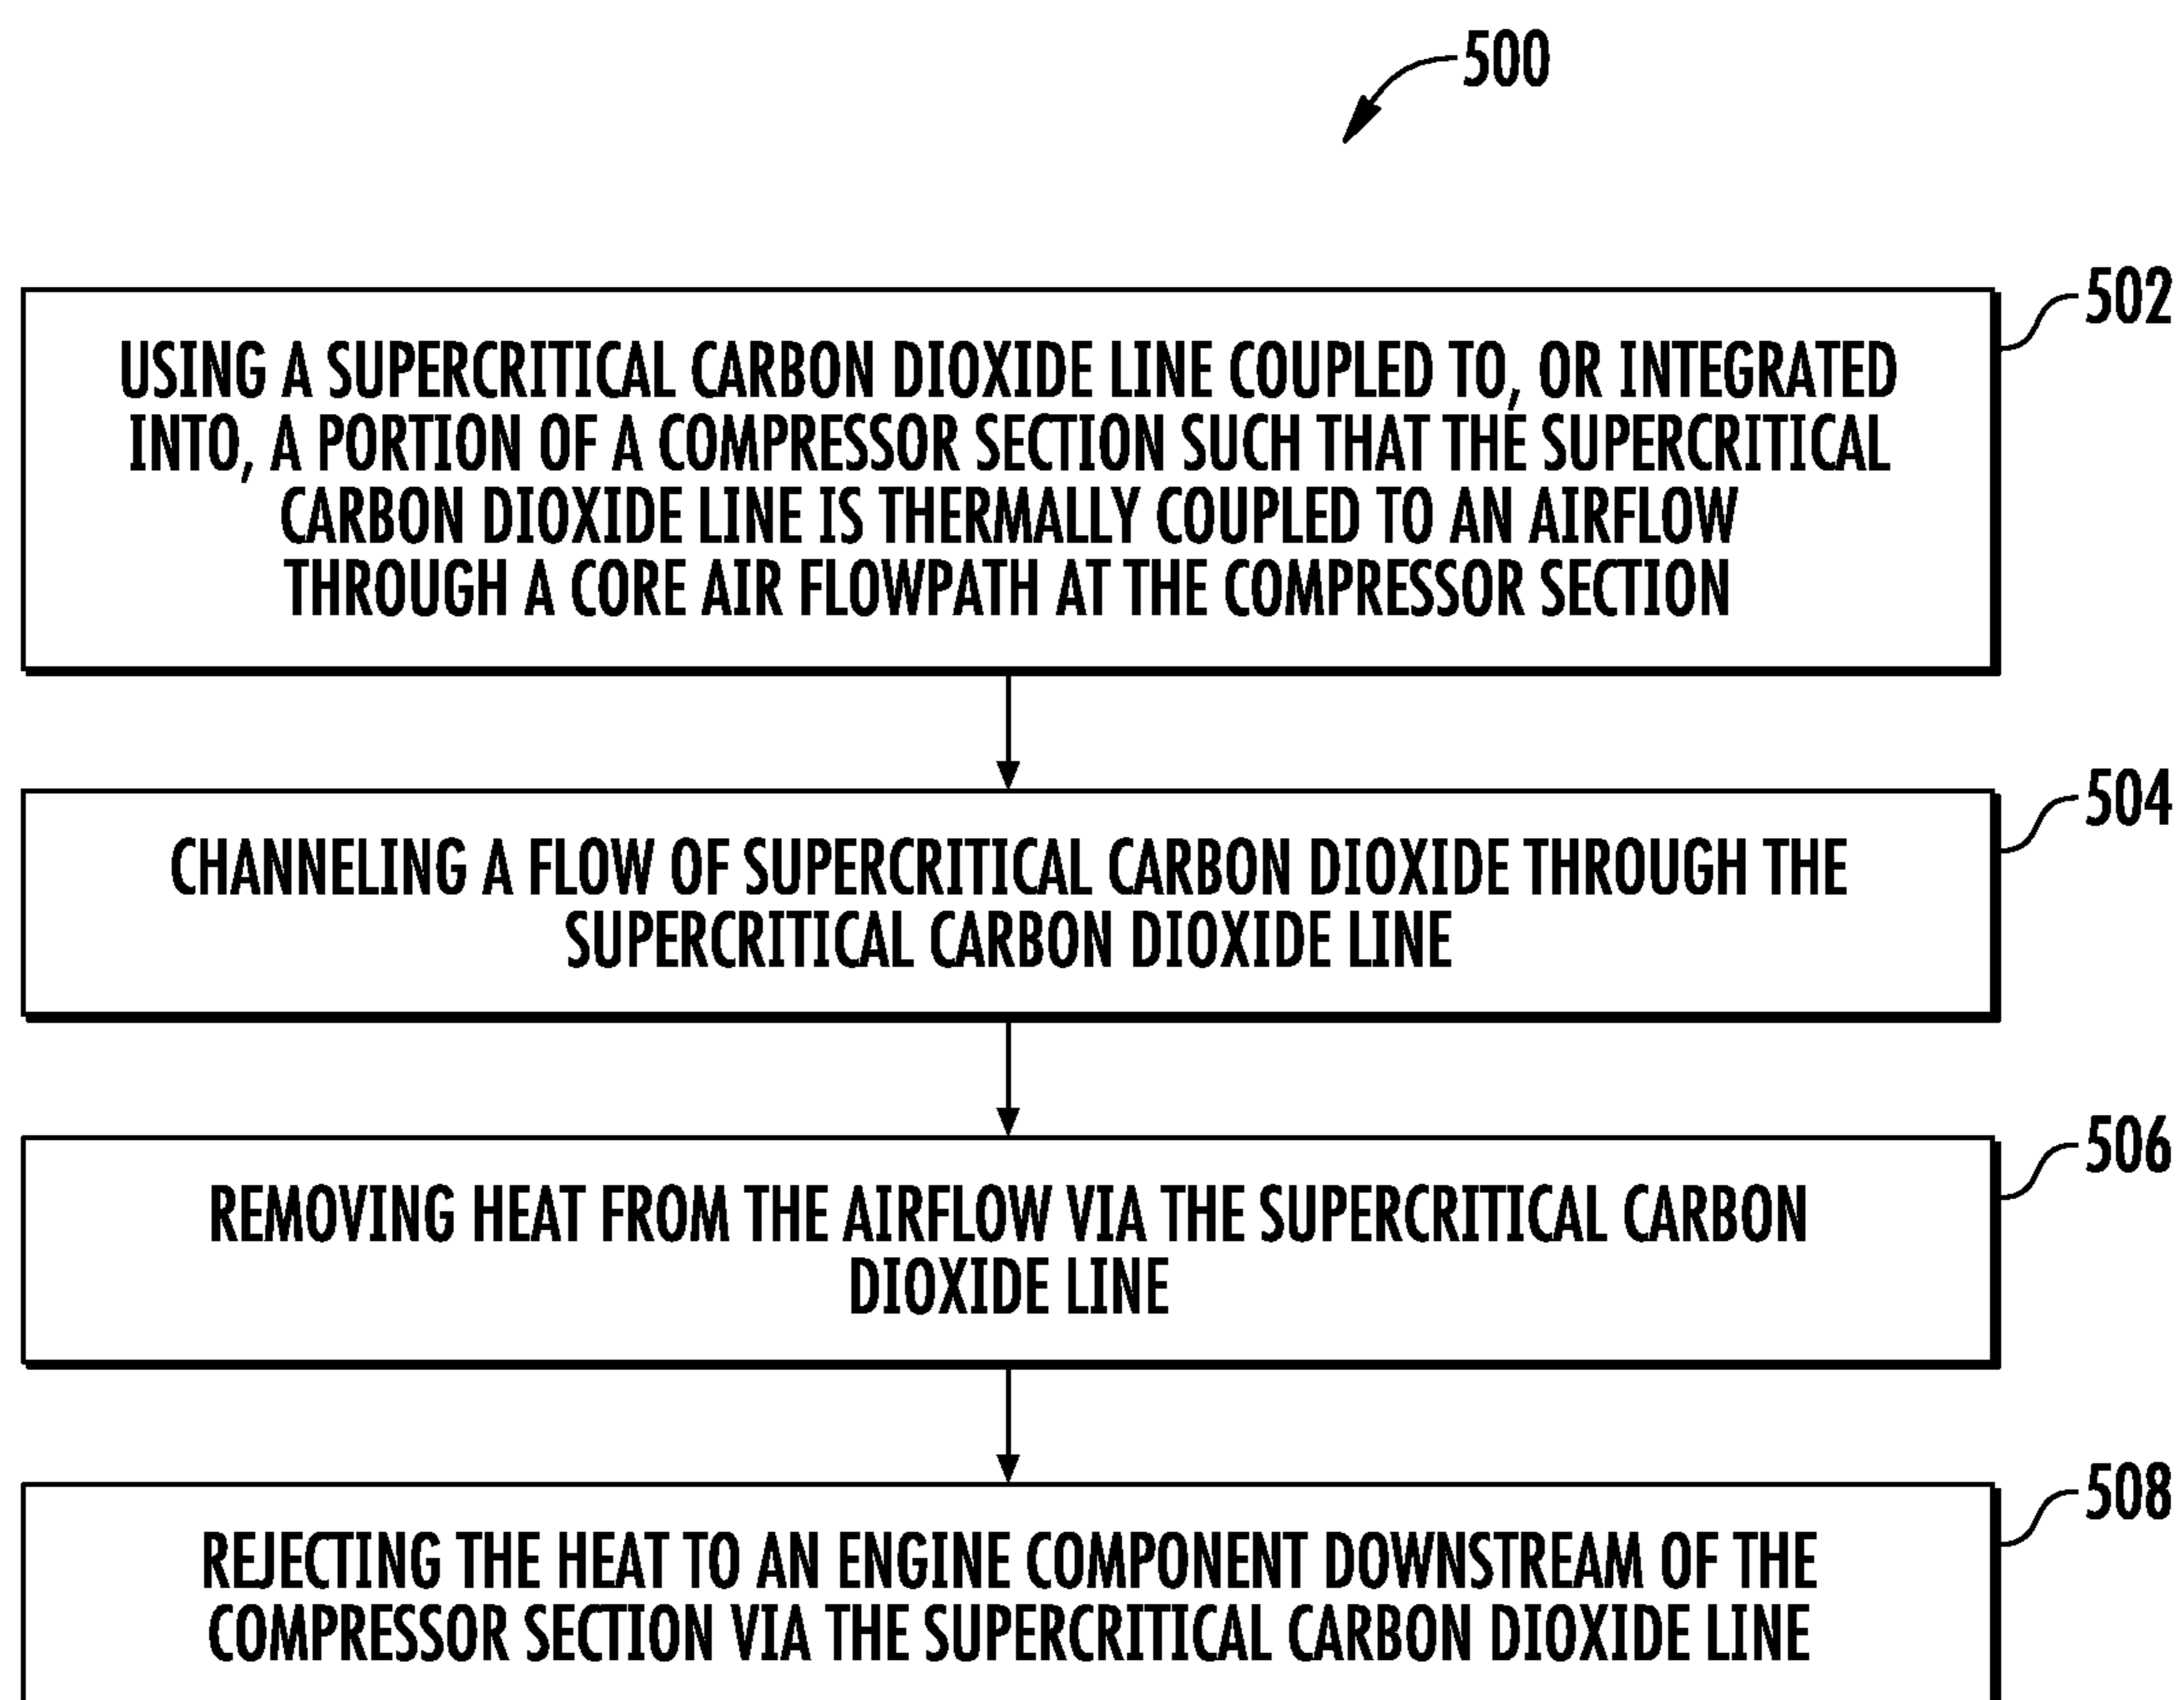 500
502
USING A SUPERCRITICAL CARBON DIOXIDE LINE COUPLED TO, OR INTEGRATED
INTO, A PORTION OF A COMPRESSOR SECTION SUCH THAT THE SUPERCRITICAL
CARBON DIOXIDE LINE IS THERMALLY COUPLED TO AN AIRFLOW
THROUGH A CORE AIR FLOWPATH AT THE COMPRESSOR SECTION
504
CHANNELING A FLOW OF SUPERCRITICAL CARBON DIOXIDE THROUGH THE
SUPERCRITICAL CARBON DIOXIDE LINE
506
REMOVING HEAT FROM THE AIRFLOW VIA THE SUPERCRITICAL CARBON
DIOXIDE LINE
508
REJECTING THE HEAT TO AN ENGINE COMPONENT DOWNSTREAM OF THE
COMPRESSOR SECTION VIA THE SUPERCRITICAL CARBON DIOXIDE LINE